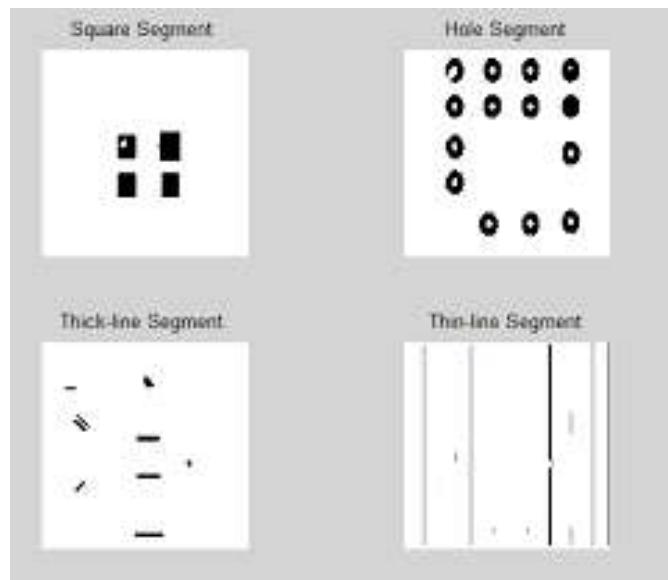 Square Segment
Hole Segment
Thick-line Segment
Thin-line Segment